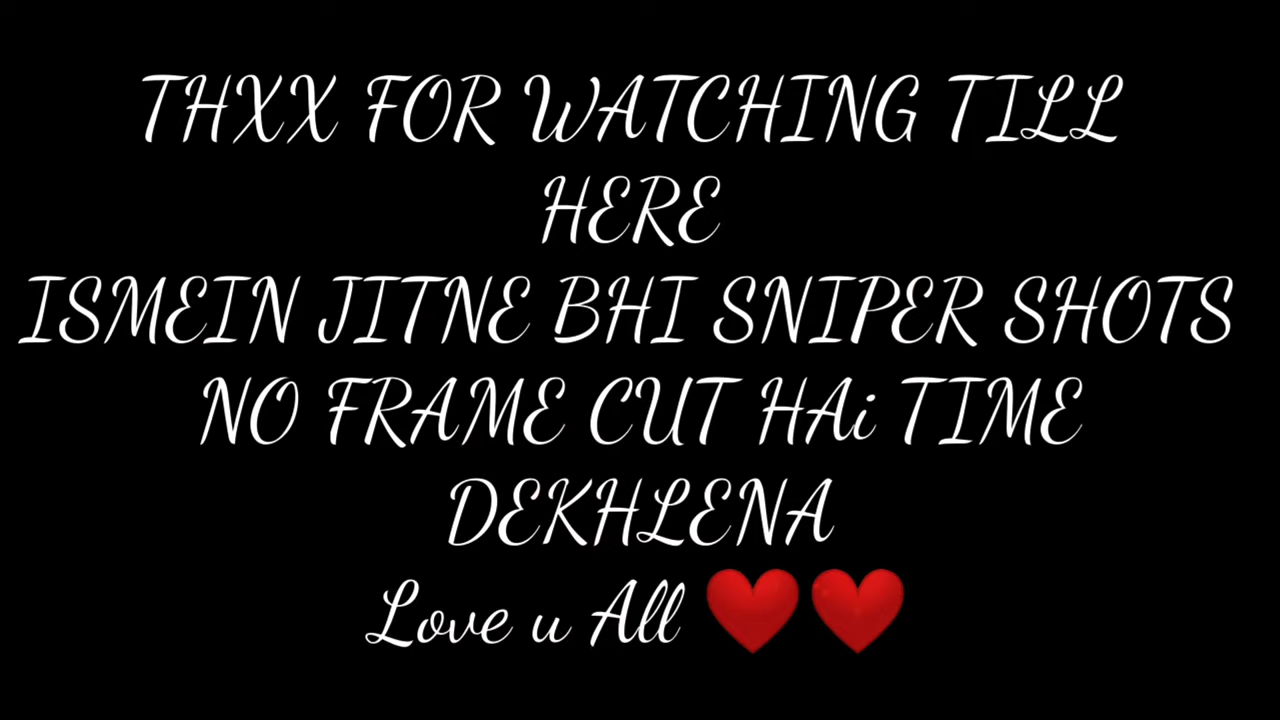 THXX FOR WATCHING TILL
HERE
ISMEIN JITNE BHI SNIPER SHOTS
NO FRAME CUT HAi TIME
DEKHLENA
Love u All ❤️❤️